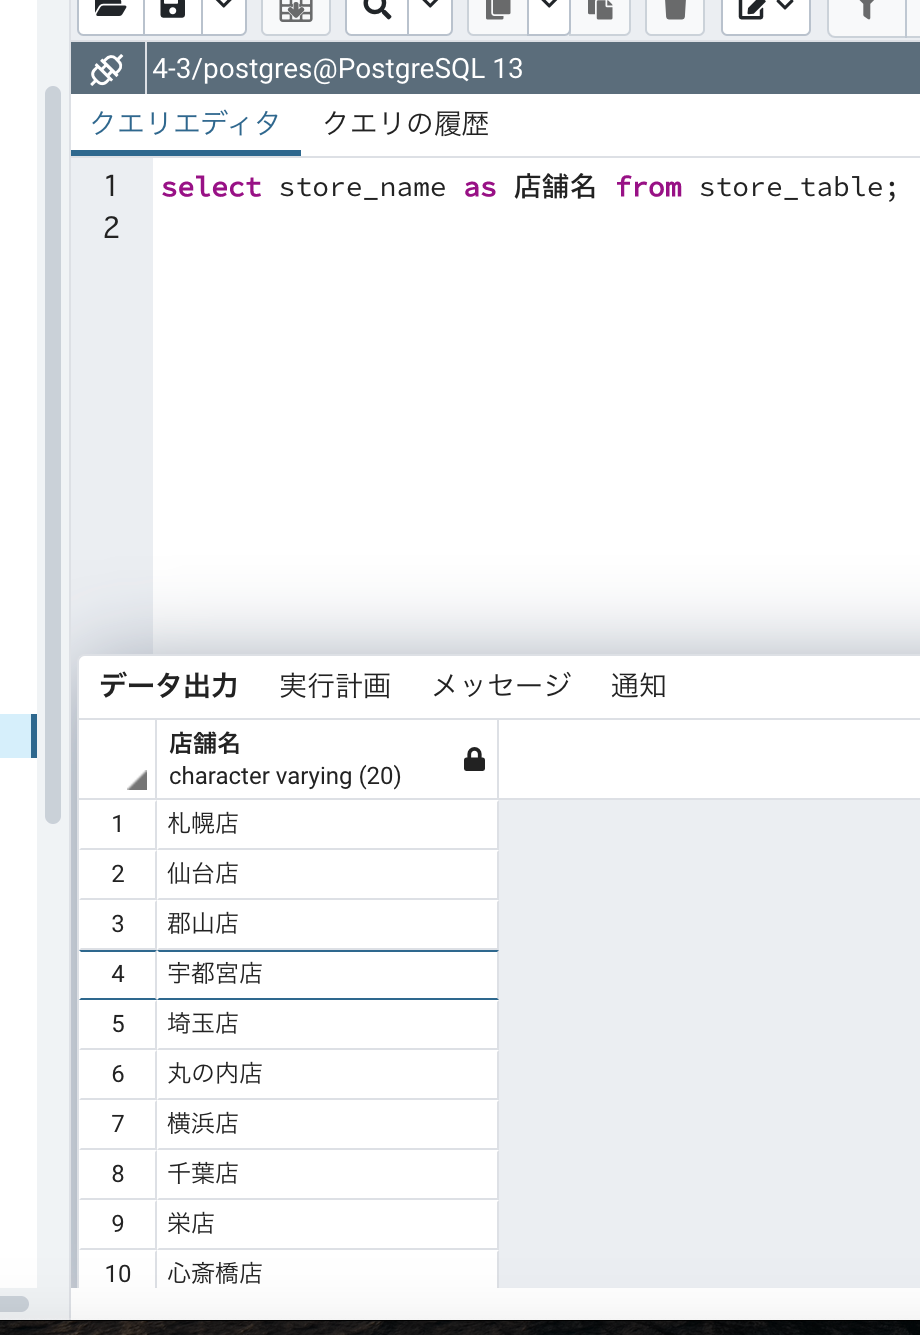 4-3/postgres@PostgreSQL 13
クエリエディタ クエリの履歴
1 select store_name as 店舗名 from store_table;
2
データ出力 実行計画 メッセージ 通知
店舗名
character varying (20)
1 札幌店
2 仙台店
3 郡山店
4 宇都宮店
5 埼玉店
6 丸の内店
7 横浜店
8 千葉店
9 栄店
10 心斎橋店